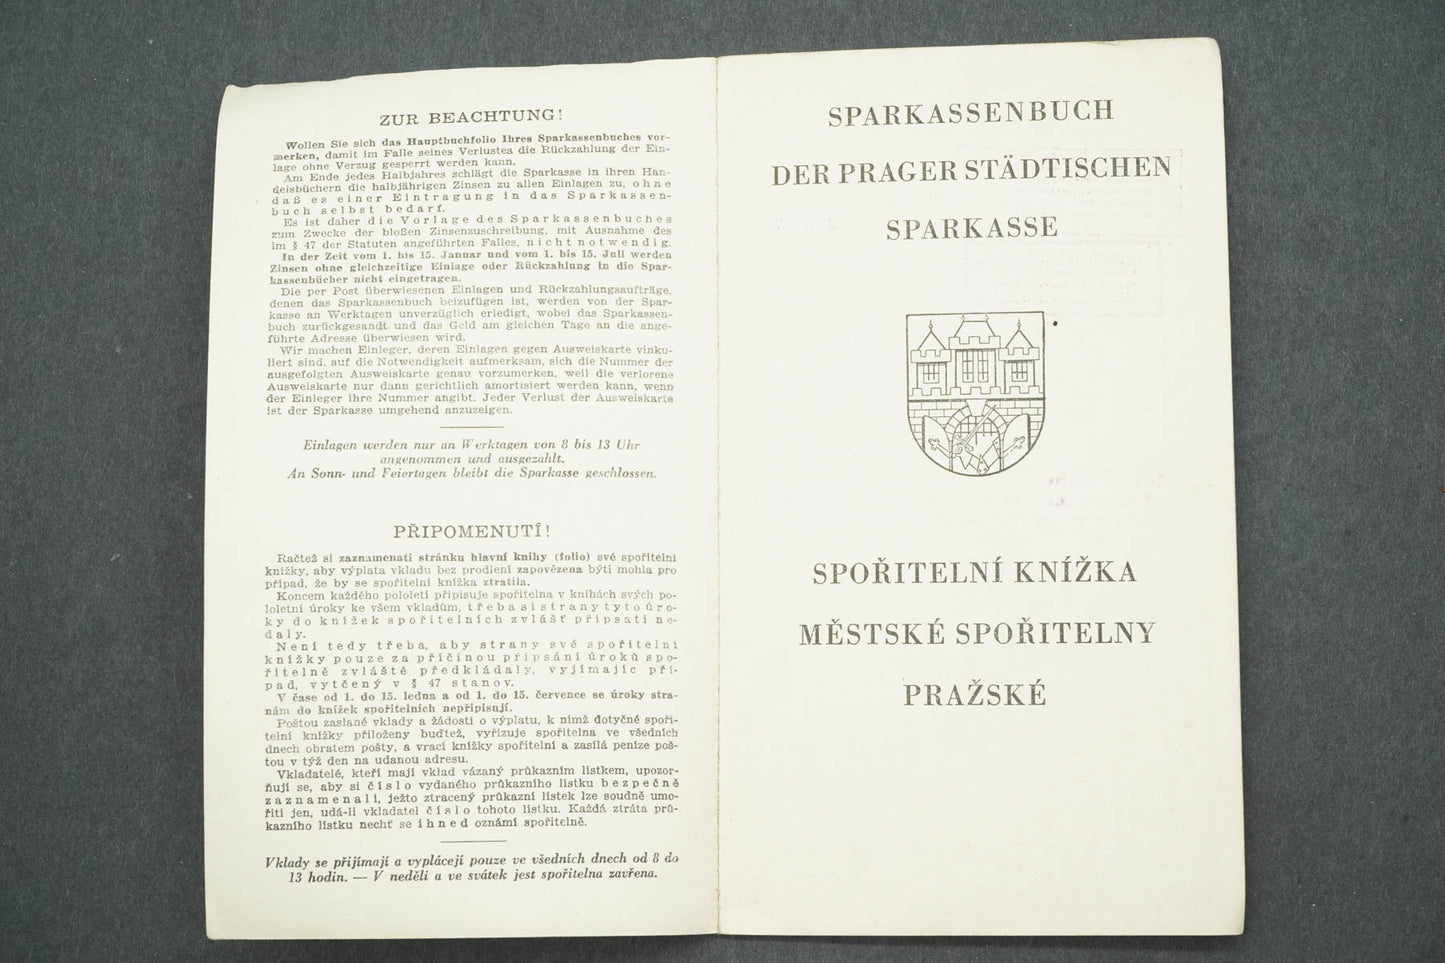 ZUR BEACHTUNG!
Wollen Sie sich das Hauptbuchfolio Ihres Sparkassenbuches vor-
merken, damit im Falle seines Verlustes die Rückzahlung der Ein-
lage ohne Verzug gesperrt werden kann.
Am Ende jedes Halbjahres schlägt die Sparkasse in ihren Han-
delsbüchern die halbjährigen Zinsen zu allen Einlagen zu, ohne
daß es einer Eintragung in das Sparkassen-
buch selbst bedarf.
Es ist daher die Vorlage des Sparkassenbuches
zum Zwecke der bloßen Zinsenzuschreibung, mit Ausnahme des
im § 47 der Statuten angeführten Falles, nicht notwendig.
In der Zeit vom 1. bis 15. Januar und vom 1. bis 15. Juli werden
Zinsen ohne gleichzeitige Einlage oder Rückzahlung in die Spar-
kassenbücher nicht eingetragen.
Die per Post überwiesenen Einlagen und Rückzahlungsaufträge,
denen das Sparkassenbuch beizufügen ist, werden von der Spar-
kasse an Werktagen unverzüglich erledigt, wobei das Sparkassen-
buch zurückgesandt und das Geld am gleichen Tage an die ange-
führte Adresse überwiesen wird.
Wir machen Einleger, deren Einlagen gegen Ausweiskarte vinku-
liert sind, auf die Notwendigkeit aufmerksam, sich die Nummer der
ausgefolgten Ausweiskarte genau vorzumerken, weil die verlorene
Ausweiskarte nur dann gerichtlich amortisiert werden kann, wenn
der Einleger ihre Nummer angibt. Jeder Verlust der Ausweiskarte
ist der Sparkasse umgehend anzuzeigen.
Einlagen werden nur an Werktagen von 8 bis 13 Uhr
angenommen und ausgezahlt.
An Sonn- und Feiertagen bleibt die Sparkasse geschlossen.
PŘIPOMENUTÍ!
Račtež si zaznamenati stránku hlavní knihy (folio) své spořitelní
knížky, aby výplata vkladu bez prodlení zapovězena býti mohla pro
případ, že by se spořitelní knížka ztratila.
Koncem každého pololetí připisuje spořitelna v knihách svých po-
loletní úroky ke všem vkladům, třebas i strany tyto úro-
ky do knížek spořitelních zvlášť připsati ne-
daly.
Není tedy třeba, aby strany své spořitelní
knížky pouze za příčinou připsání úroků spo-
řitelně zvláště předkládaly, vyjímajíc pří-
pad, vytčený v § 47 stanov.
V čase od 1. do 15. ledna a od 1. do 15. července se úroky stra-
nám do knížek spořitelních nepřipisují.
Poštou zaslané vklady a žádosti o výplatu, k nimž dotyčné spoři-
telní knížky přiloženy buďtež, vyřizuje spořitelna ve všedních
dnech obratem pošty, a vrací knížky spořitelní a zasílá peníze poš-
tou v týž den na udanou adresu.
Vkladatelé, kteří mají vklad vázaný průkazním lístkem, upozor-
ňují se, aby si číslo vydaného průkazního lístku bezpečně
zaznamenali, ježto ztracený průkazní lístek lze soudně umo-
řiti jen, udá-li vkladatel číslo tohoto lístku. Každá ztráta prů-
kazního lístku nechť se ihned oznámí spořitelně.
Vklady se přijímají a vyplácejí pouze ve všedních dnech od 8 do
13 hodin. — V neděli a ve svátek jest spořitelna zavřena.
SPARKASSENBUCH
DER PRAGER STÄDTISCHEN
SPARKASSE
SPOŘITELNÍ KNÍŽKA
MĚSTSKÉ SPOŘITELNY
PRAŽSKÉ